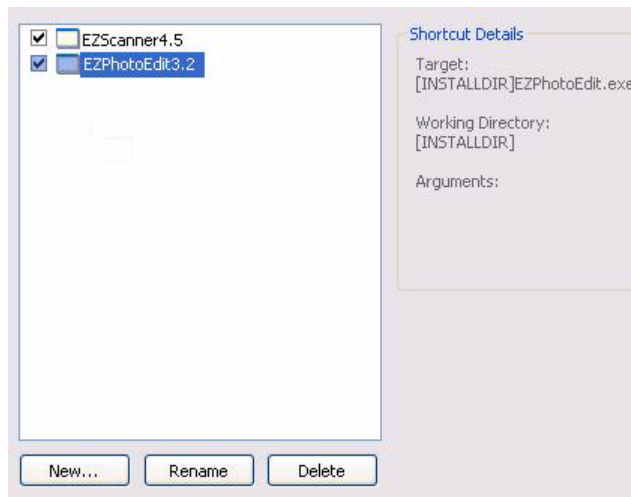 EZScanner4.5
EZPhotoEdit3.2
Shortcut Details
Target:
[INSTALLDIR]EZPhotoEdit.exe
Working Directory:
[INSTALLDIR]
Arguments:
New...
Rename
Delete